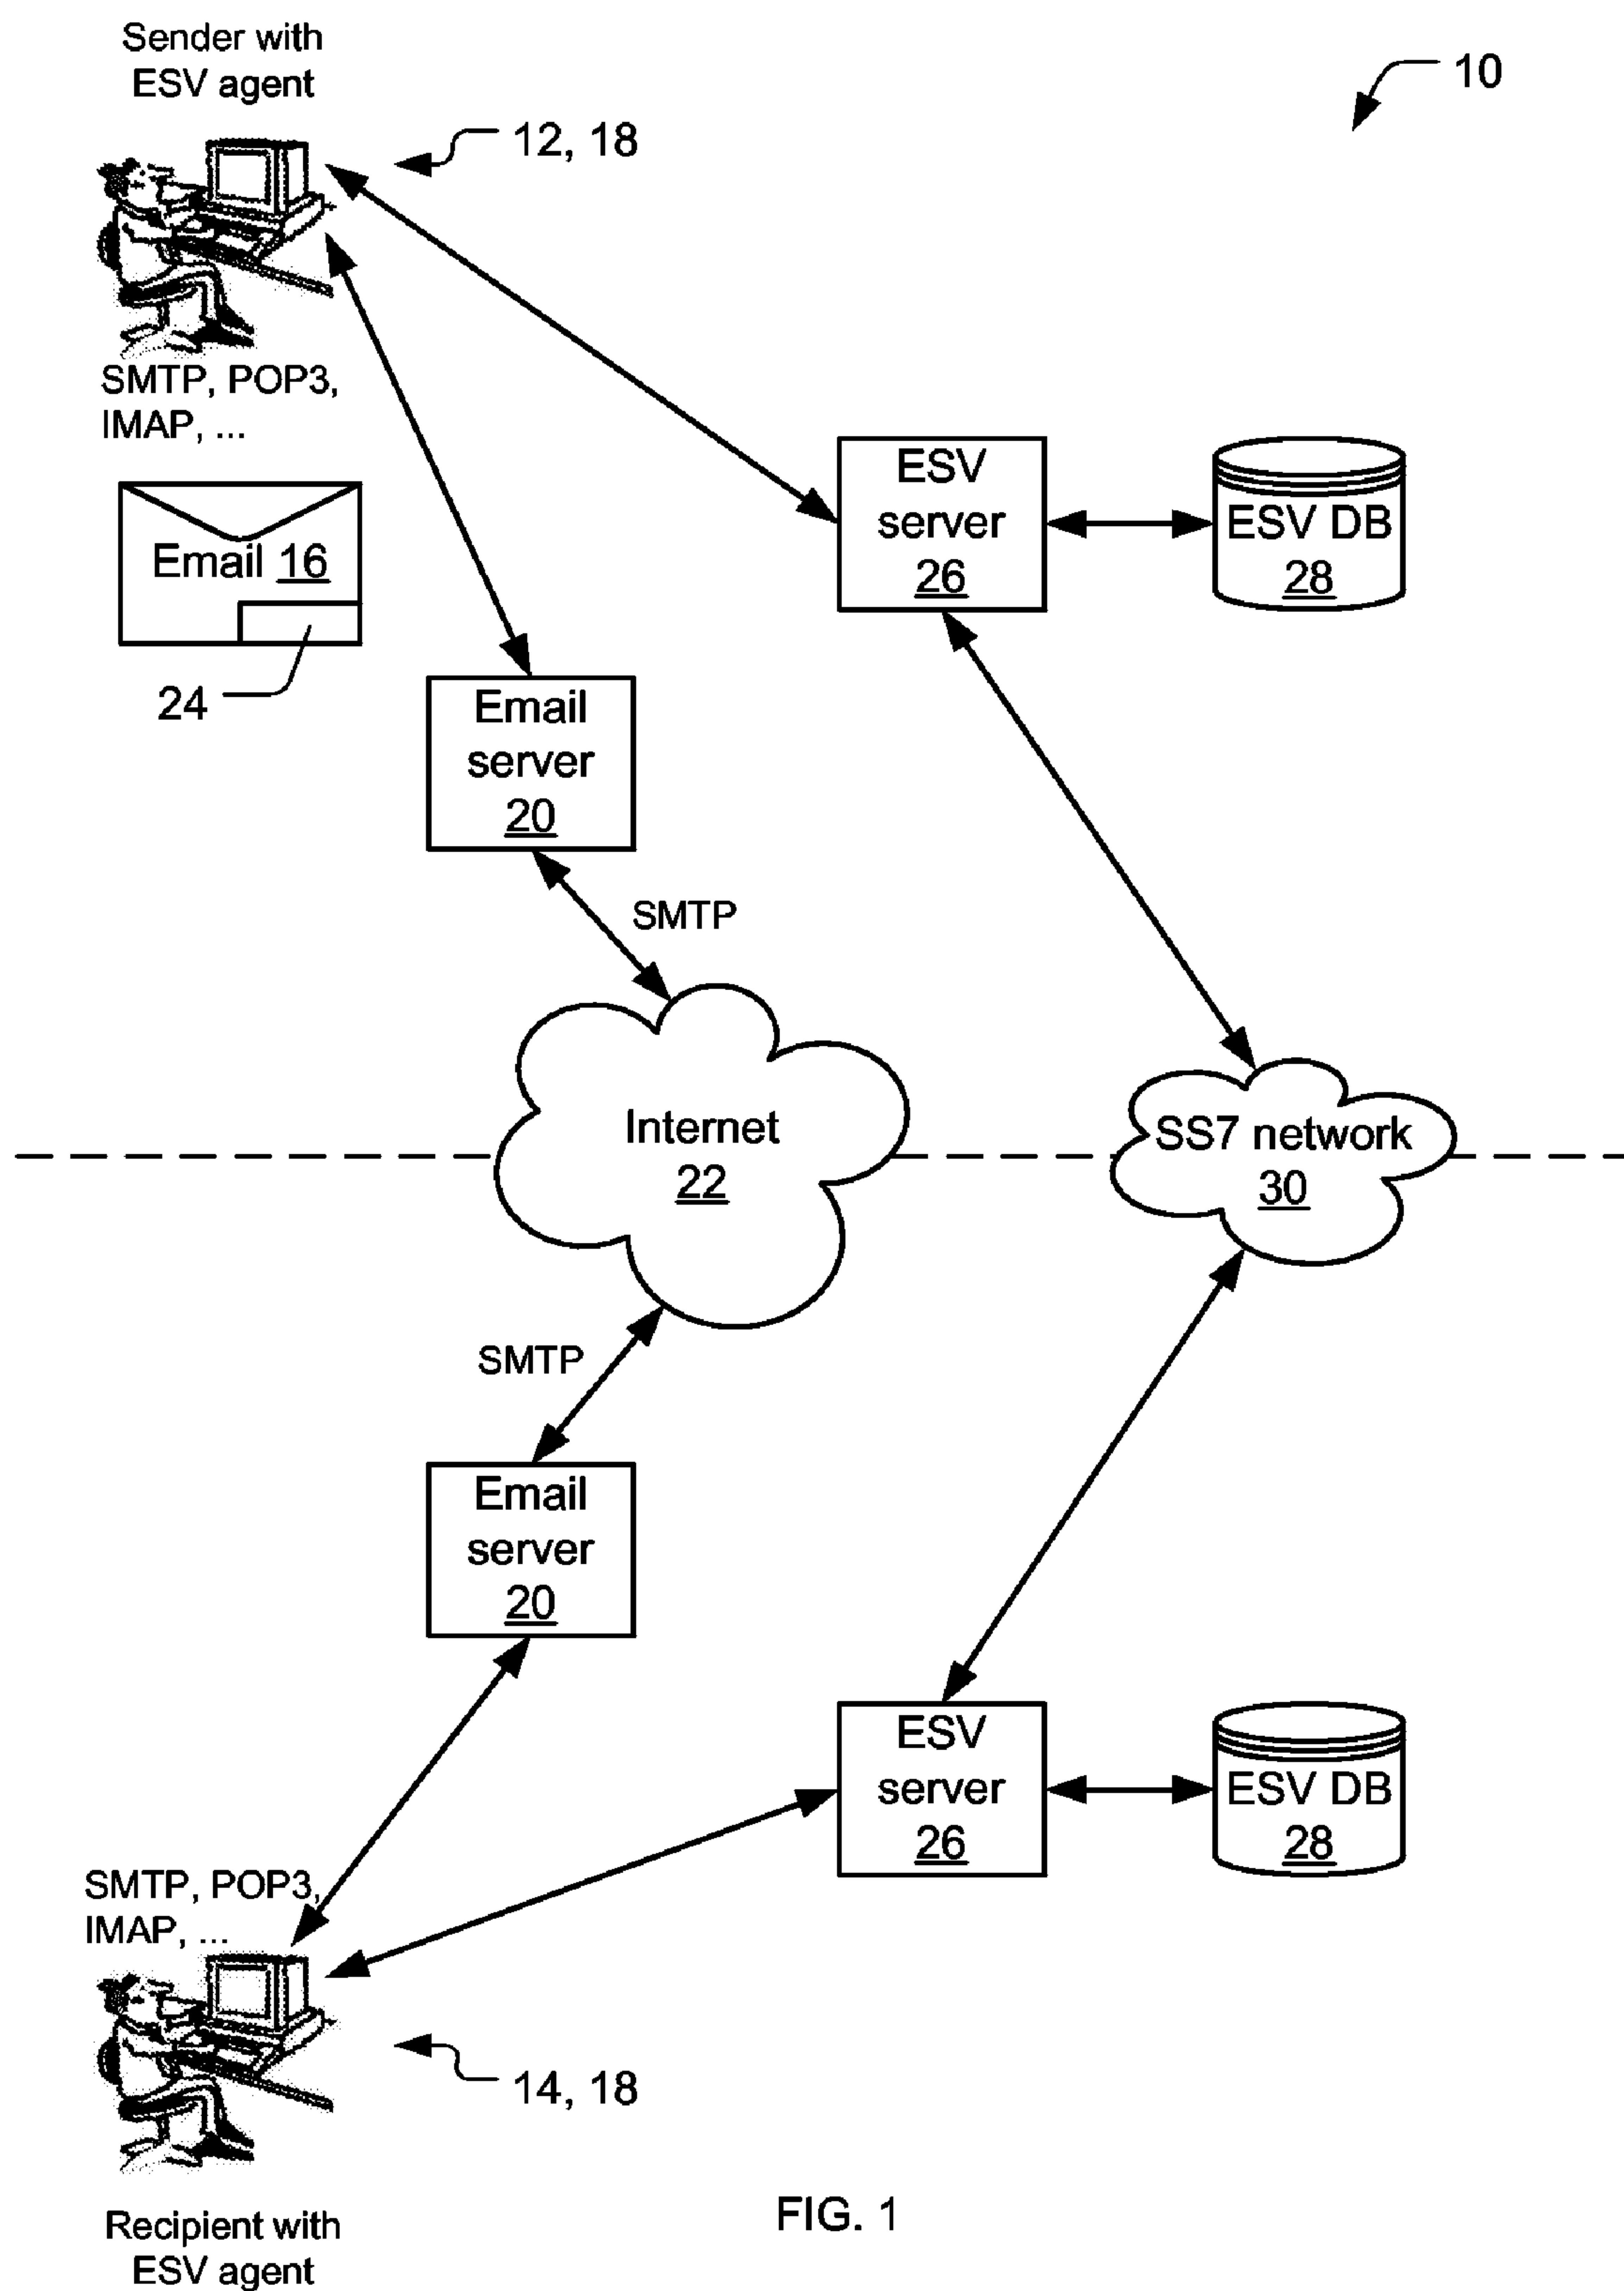 Sender with
ESV agent
10
12, 18
SMTP, POP3,
IMAP, ...
Email 16
24
ESV
server
26
ESV DB
28
Email
server
20
SMTP
Internet
22
SS7 network
30
SMTP
Email
server
20
ESV
server
26
ESV DB
28
SMTP, POP3,
IMAP, ...
14, 18
Recipient with
ESV agent
FIG. 1